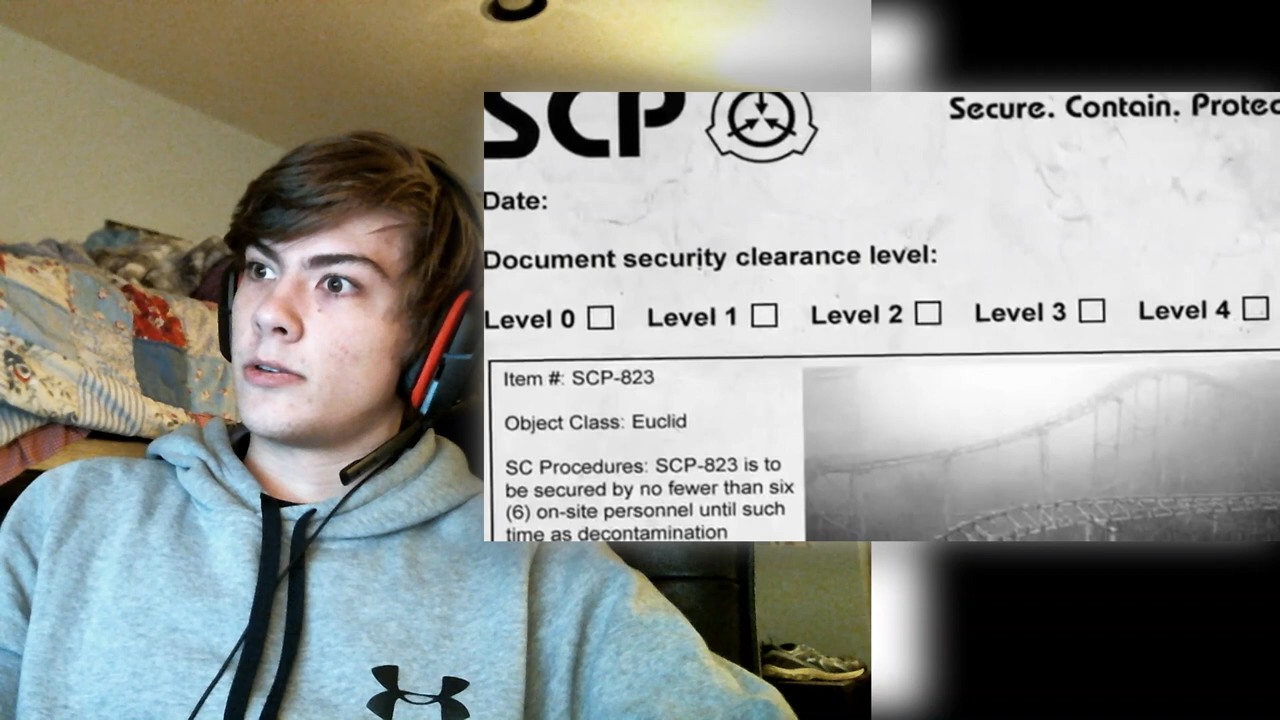 SCP
Secure. Contain. Protec
Date:
Document security clearance level:
Level 0 Level 1 Level 2 Level 3 Level 4
Item #: SCP-823
Object Class: Euclid
SC Procedures: SCP-823 is to
be secured by no fewer than six
(6) on-site personnel until such
time as decontamination